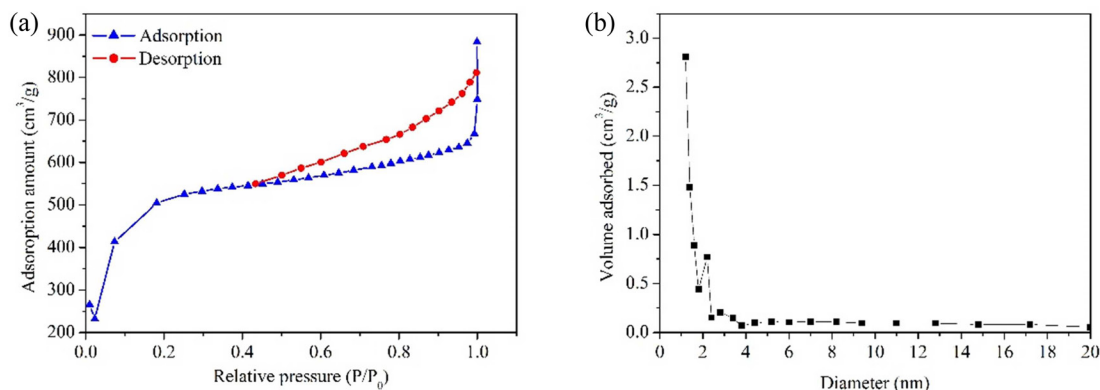 (a)
900
800
700
600
500
400
300
200
Adsoroption amount (cm3/g)
Adsorption
Desorption
0.0 0.2 0.4 0.6 0.8 1.0
Relative pressure (P/P0)
(b)
3.0
2.5
2.0
1.5
1.0
0.5
0.0
Volume adsorbed (cm3/g)
0 2 4 6 8 10 12 14 16 18 20
Diameter (nm)